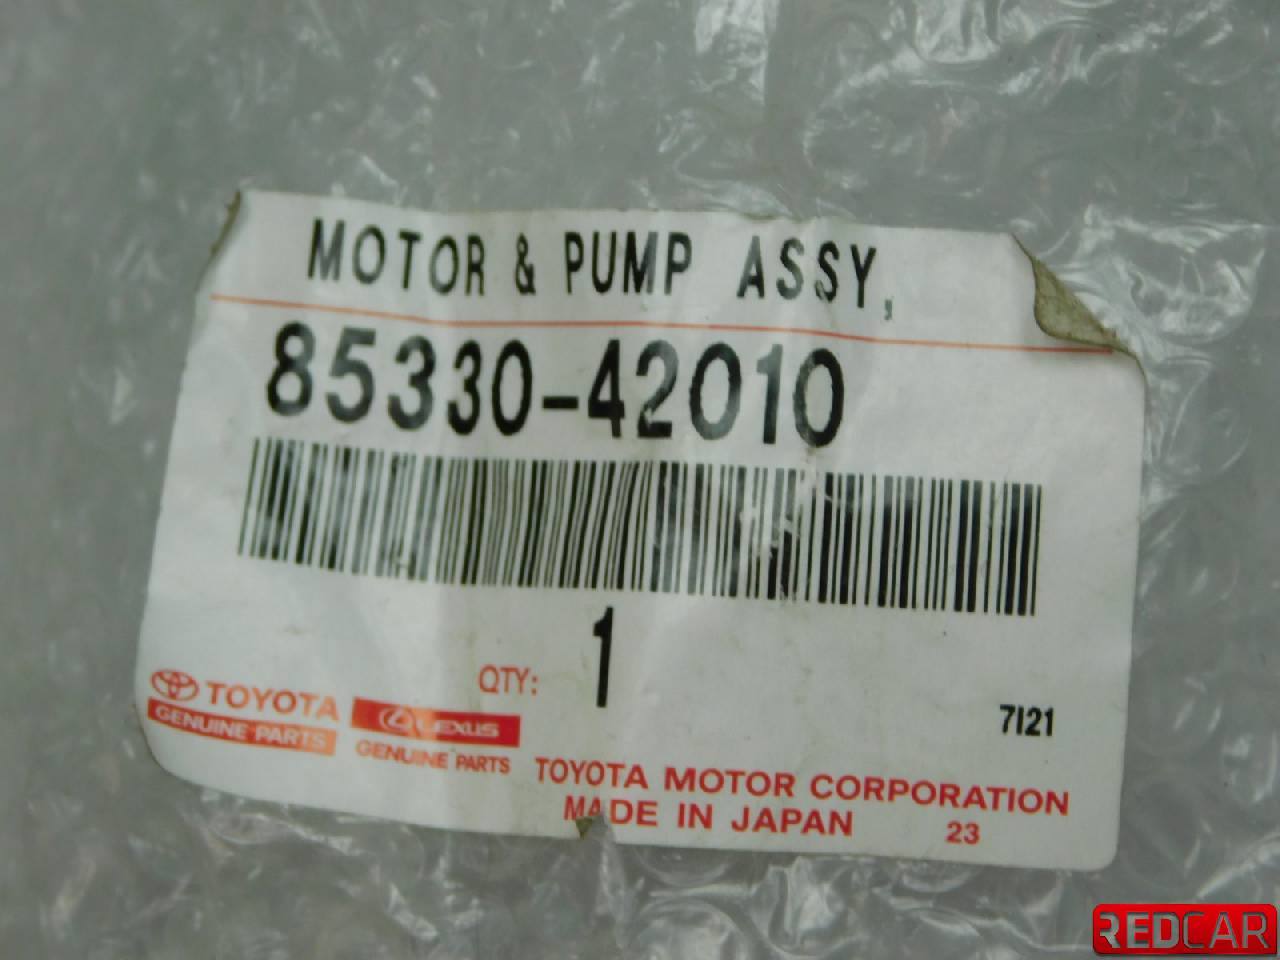 MOTOR & PUMP ASSY,
85330-42010
QTY: 1
7I21
TOYOTA
GENUINE PARTS
LEXUS
GENUINE PARTS
TOYOTA MOTOR CORPORATION
MADE IN JAPAN 23
REDCAR